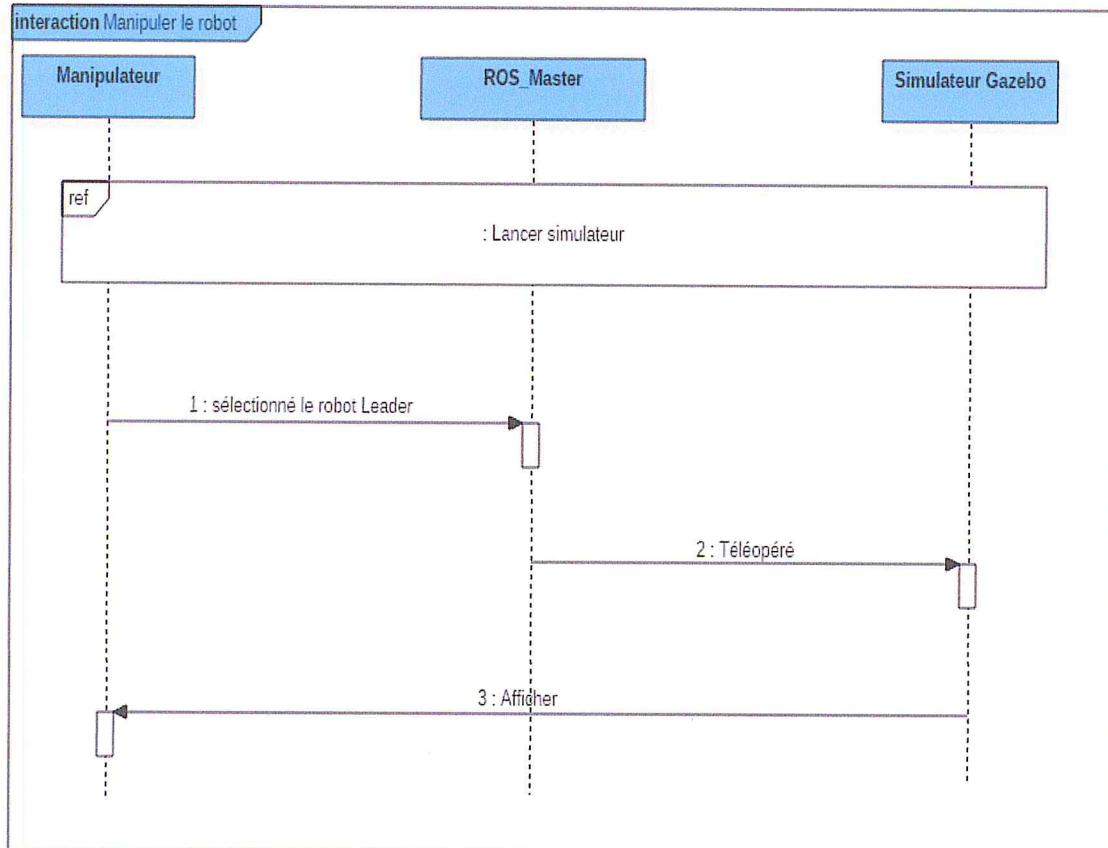 interaction Manipuler le robot
Manipulateur
ROS_Master
Simulateur Gazebo
ref
: Lancer simulateur
1 : sélectionné le robot Leader
2 : Téléopéré
3 : Afficher